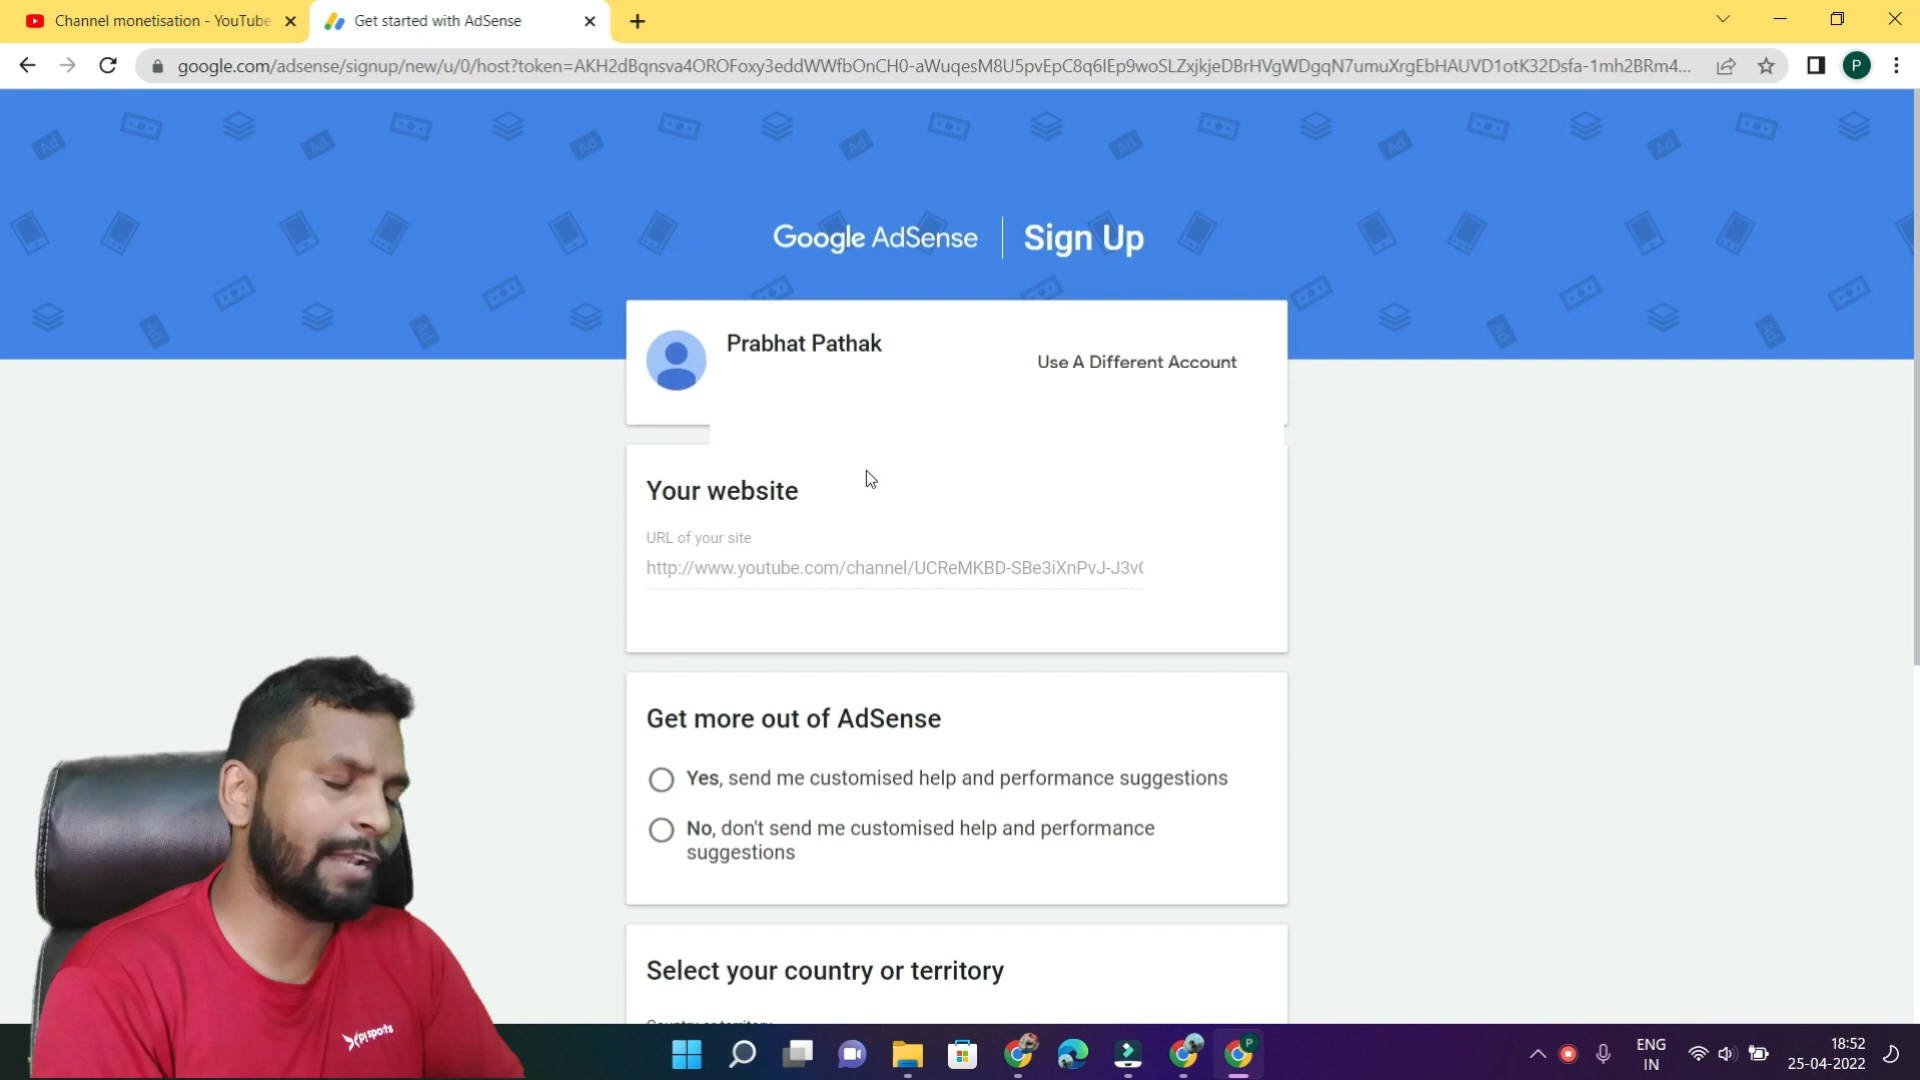 Channel monetisation - YouTube
Get started with AdSense
google.com/adsense/signup/new/u/0/host?token=AKH2dBqnsva4OROFoxy3eddWWfbOnCH0-aWuqesM8U5pvEpC8q6IEp9woSLZxjkjeDBrHVgWDgqN7umuXrgEbHAUVD1otK32Dsfa-1mh2BRm4...
P
Google AdSense | Sign Up
Prabhat Pathak
Use A Different Account
Your website
URL of your site
http://www.youtube.com/channel/UCReMKBD-SBe3iXnPvJ-J3v
Get more out of AdSense
Yes, send me customised help and performance suggestions
No, don't send me customised help and performance
suggestions
Select your country or territory
ENG
IN
18:52
25-04-2022